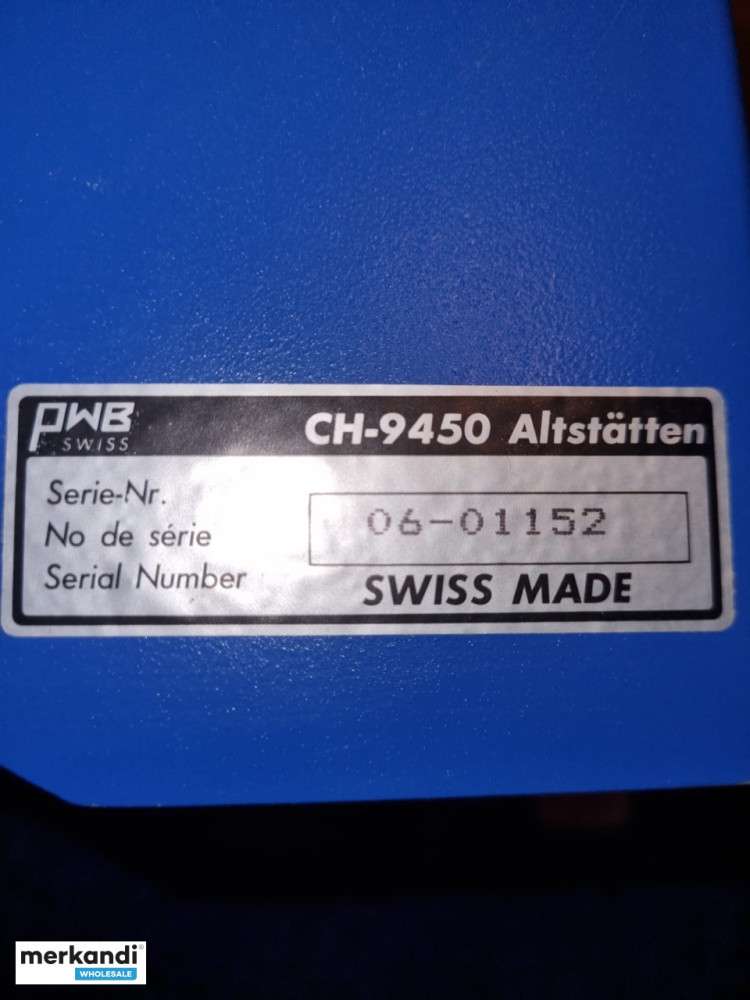 PWB
SWISS
CH-9450 Altstätten
Serie-Nr.
No de série
Serial Number
06-01152
SWISS MADE
merkandi
WHOLESALE